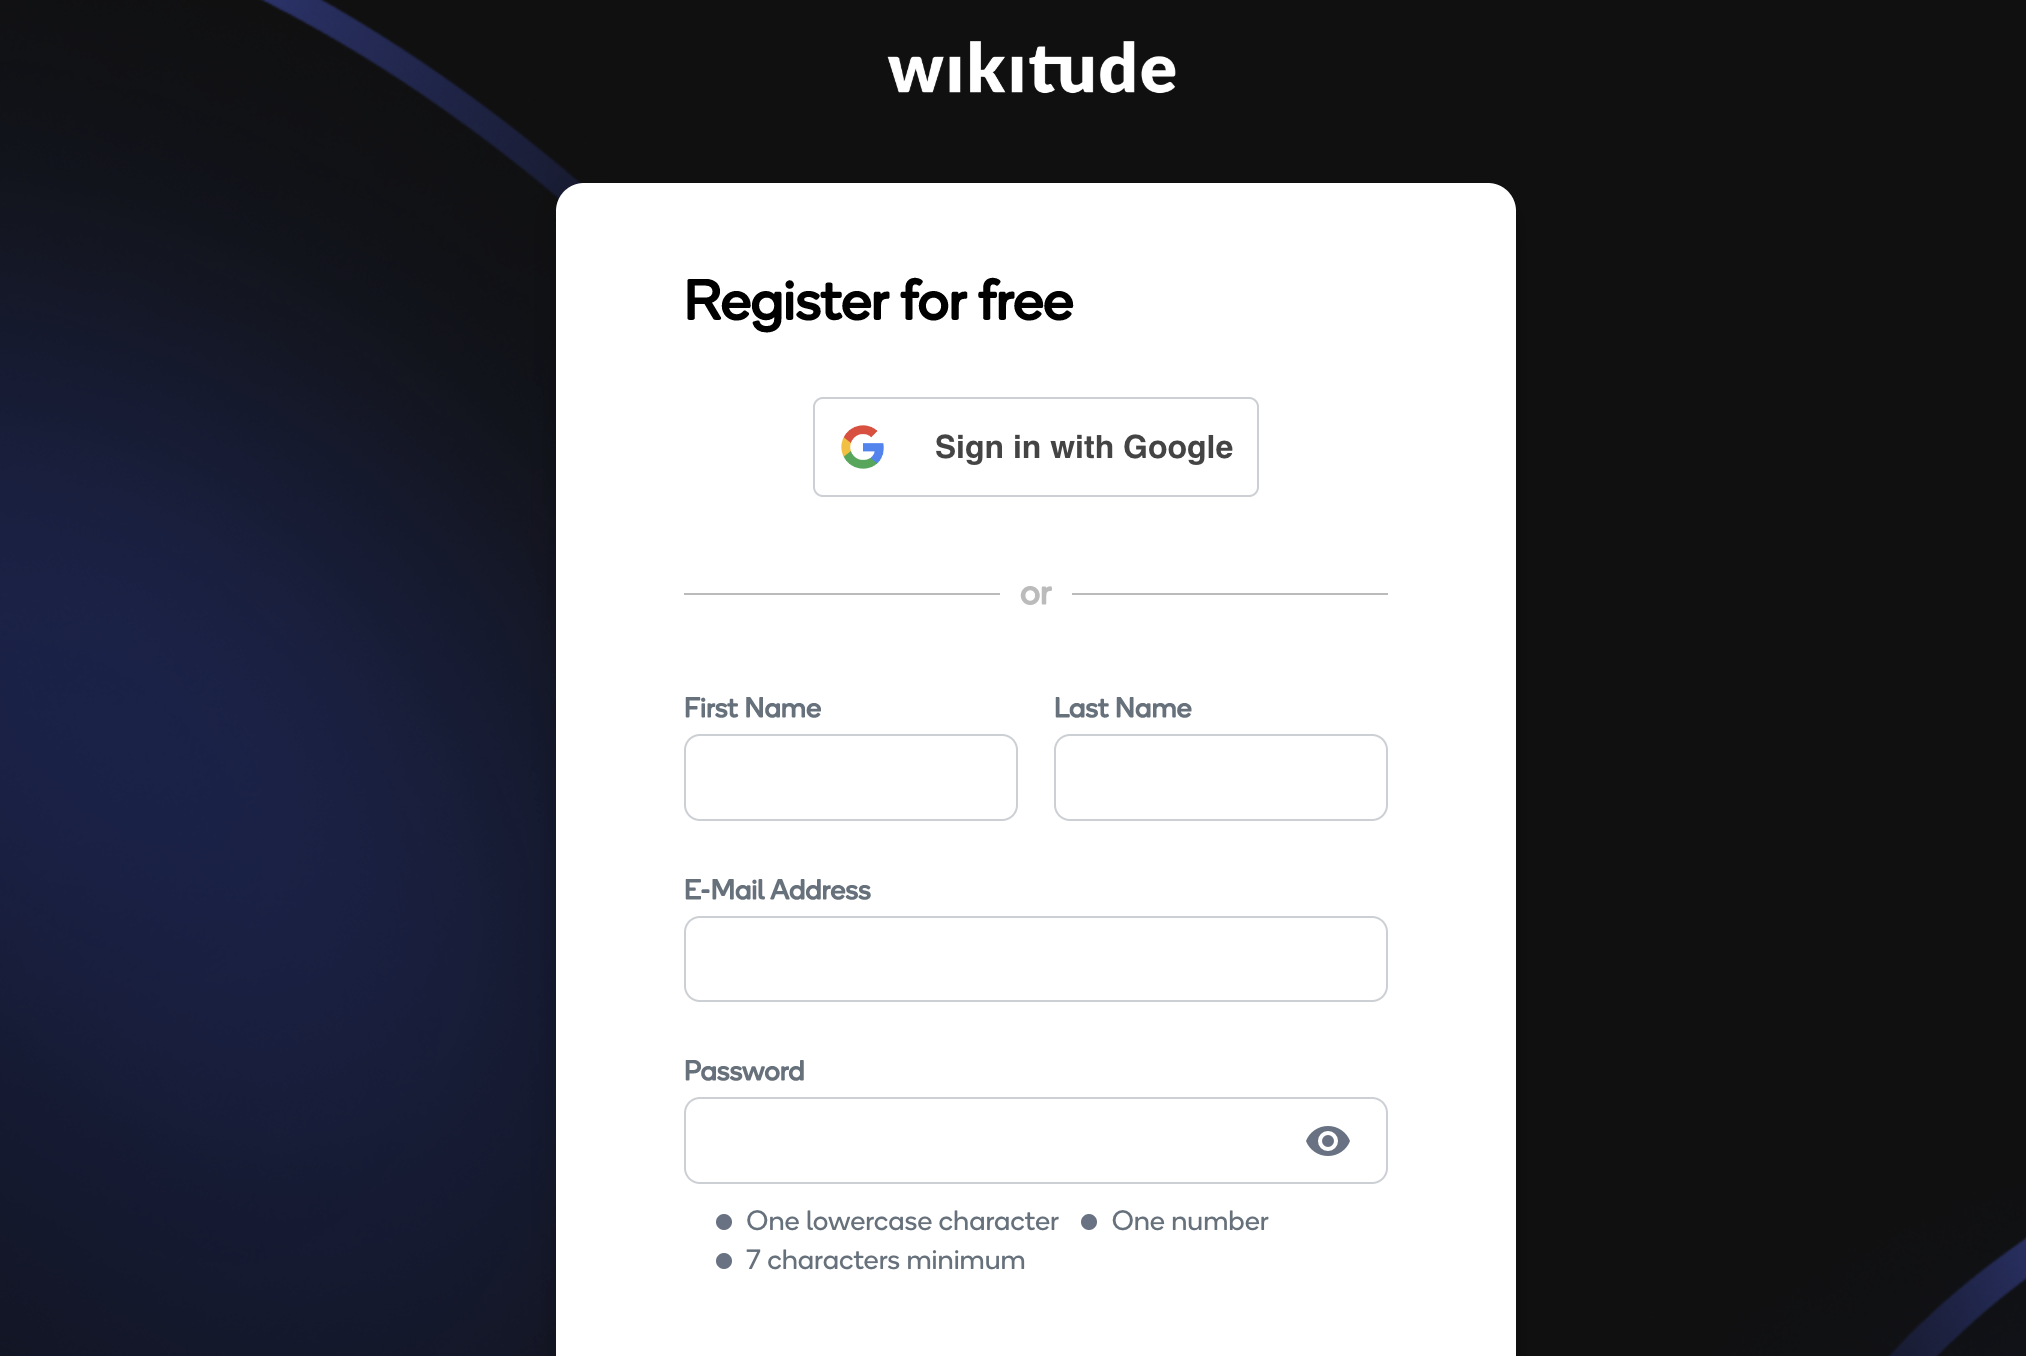 wikitude
Register for free
Sign in with Google
or
First Name
Last Name
E-Mail Address
Password
One lowercase character
One number
7 characters minimum